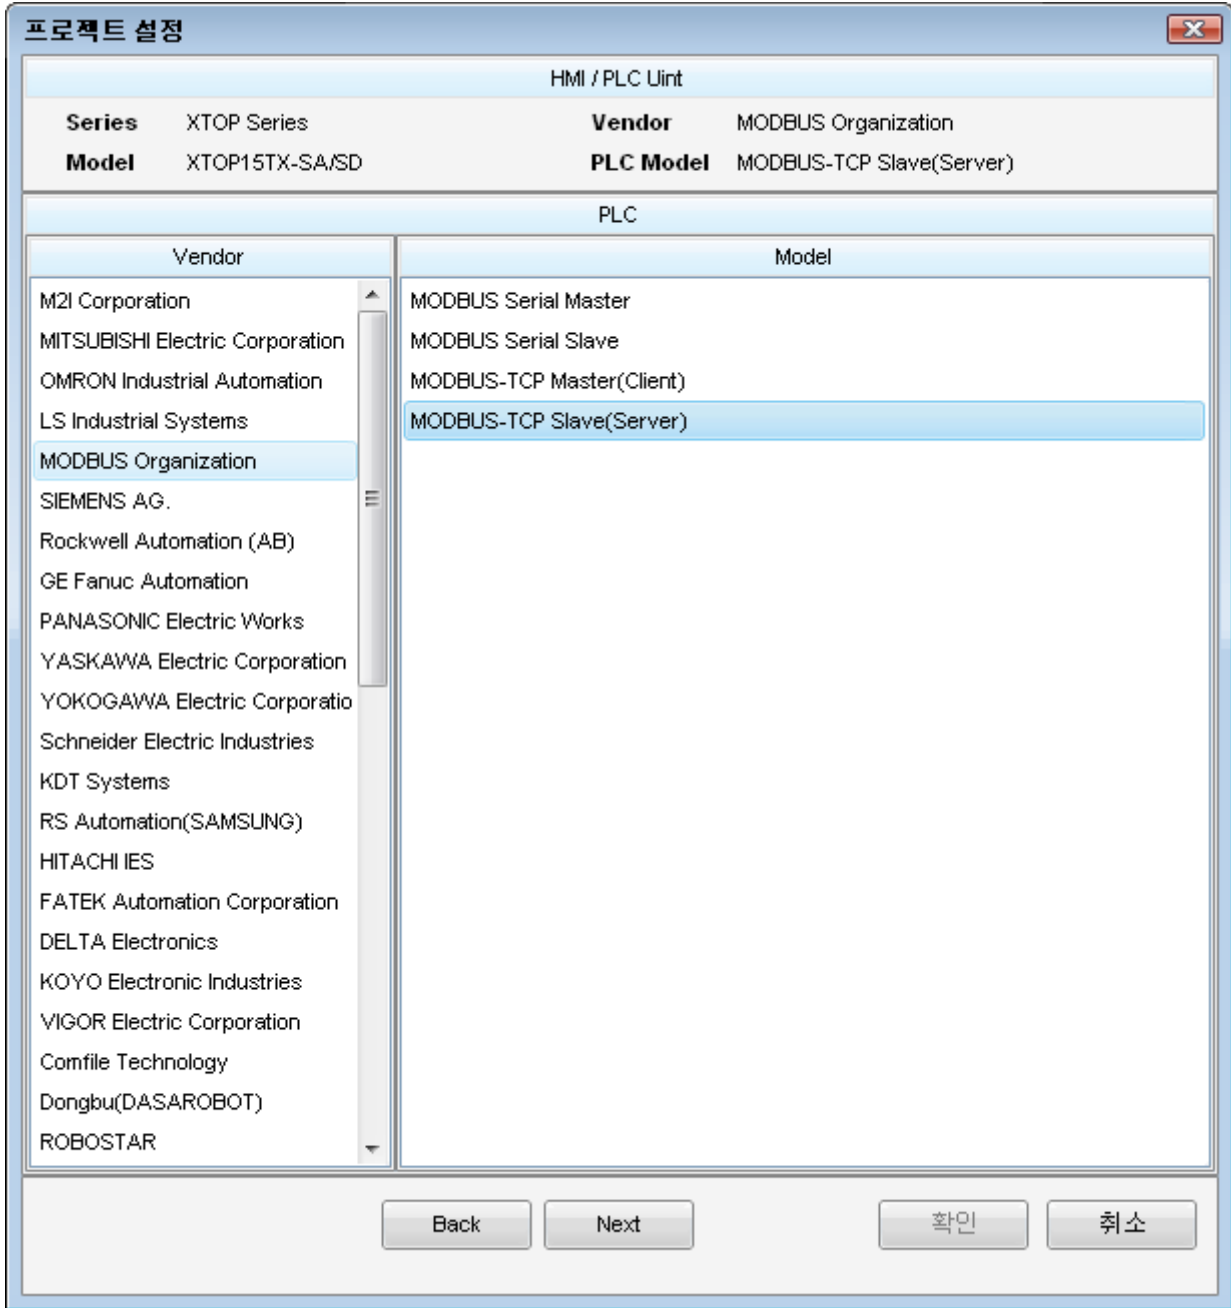 프로젝트 설정
HMI / PLC Uint
Series XTOP Series Vendor MODBUS Organization
Model XTOP15TX-SA/SD PLC Model MODBUS-TCP Slave(Server)
PLC
Vendor Model
M2I Corporation MODBUS Serial Master
MITSUBISHI Electric Corporation MODBUS Serial Slave
OMRON Industrial Automation MODBUS-TCP Master(Client)
LS Industrial Systems MODBUS-TCP Slave(Server)
MODBUS Organization
SIEMENS AG.
Rockwell Automation (AB)
GE Fanuc Automation
PANASONIC Electric Works
YASKAWA Electric Corporation
YOKOGAWA Electric Corporatio
Schneider Electric Industries
KDT Systems
RS Automation(SAMSUNG)
HITACHI IES
FATEK Automation Corporation
DELTA Electronics
KOYO Electronic Industries
VIGOR Electric Corporation
Comfile Technology
Dongbu(DASAROBOT)
ROBOSTAR
Back Next 확인 취소